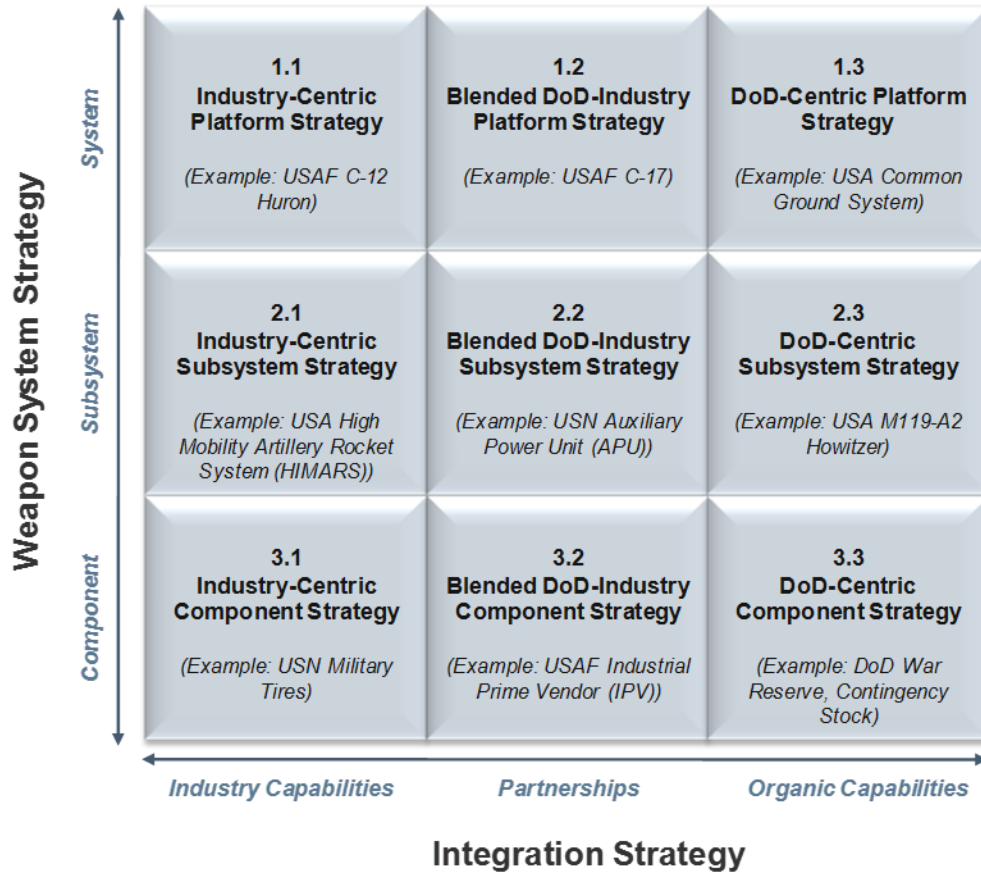 Weapon System Strategy
System
1.1
Industry-Centric
Platform Strategy
(Example: USAF C-12
Huron)
1.2
Blended DoD-Industry
Platform Strategy
(Example: USAF C-17)
1.3
DoD-Centric Platform
Strategy
(Example: USA Common
Ground System)
Subsystem
2.1
Industry-Centric
Subsystem Strategy
(Example: USA High
Mobility Artillery Rocket
System (HIMARS))
2.2
Blended DoD-Industry
Subsystem Strategy
(Example: USN Auxiliary
Power Unit (APU))
2.3
DoD-Centric
Subsystem Strategy
(Example: USA M119-A2
Howitzer)
Component
3.1
Industry-Centric
Component Strategy
(Example: USN Military
Tires)
3.2
Blended DoD-Industry
Component Strategy
(Example: USAF Industrial
Prime Vendor (IPV))
3.3
DoD-Centric
Component Strategy
(Example: DoD War
Reserve, Contingency
Stock)
Industry Capabilities
Partnerships
Organic Capabilities
Integration Strategy